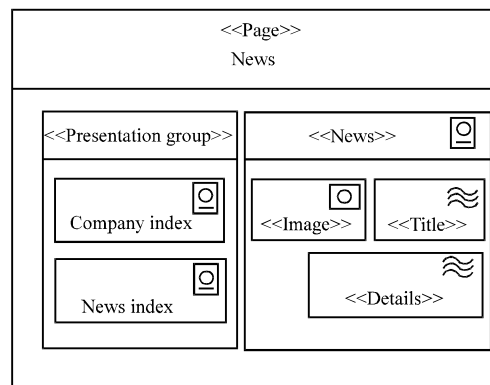 <<Page>>
News
<<Presentation group>>
<<News>>
Company index
<<Image>>
<<Title>>
News index
<<Details>>